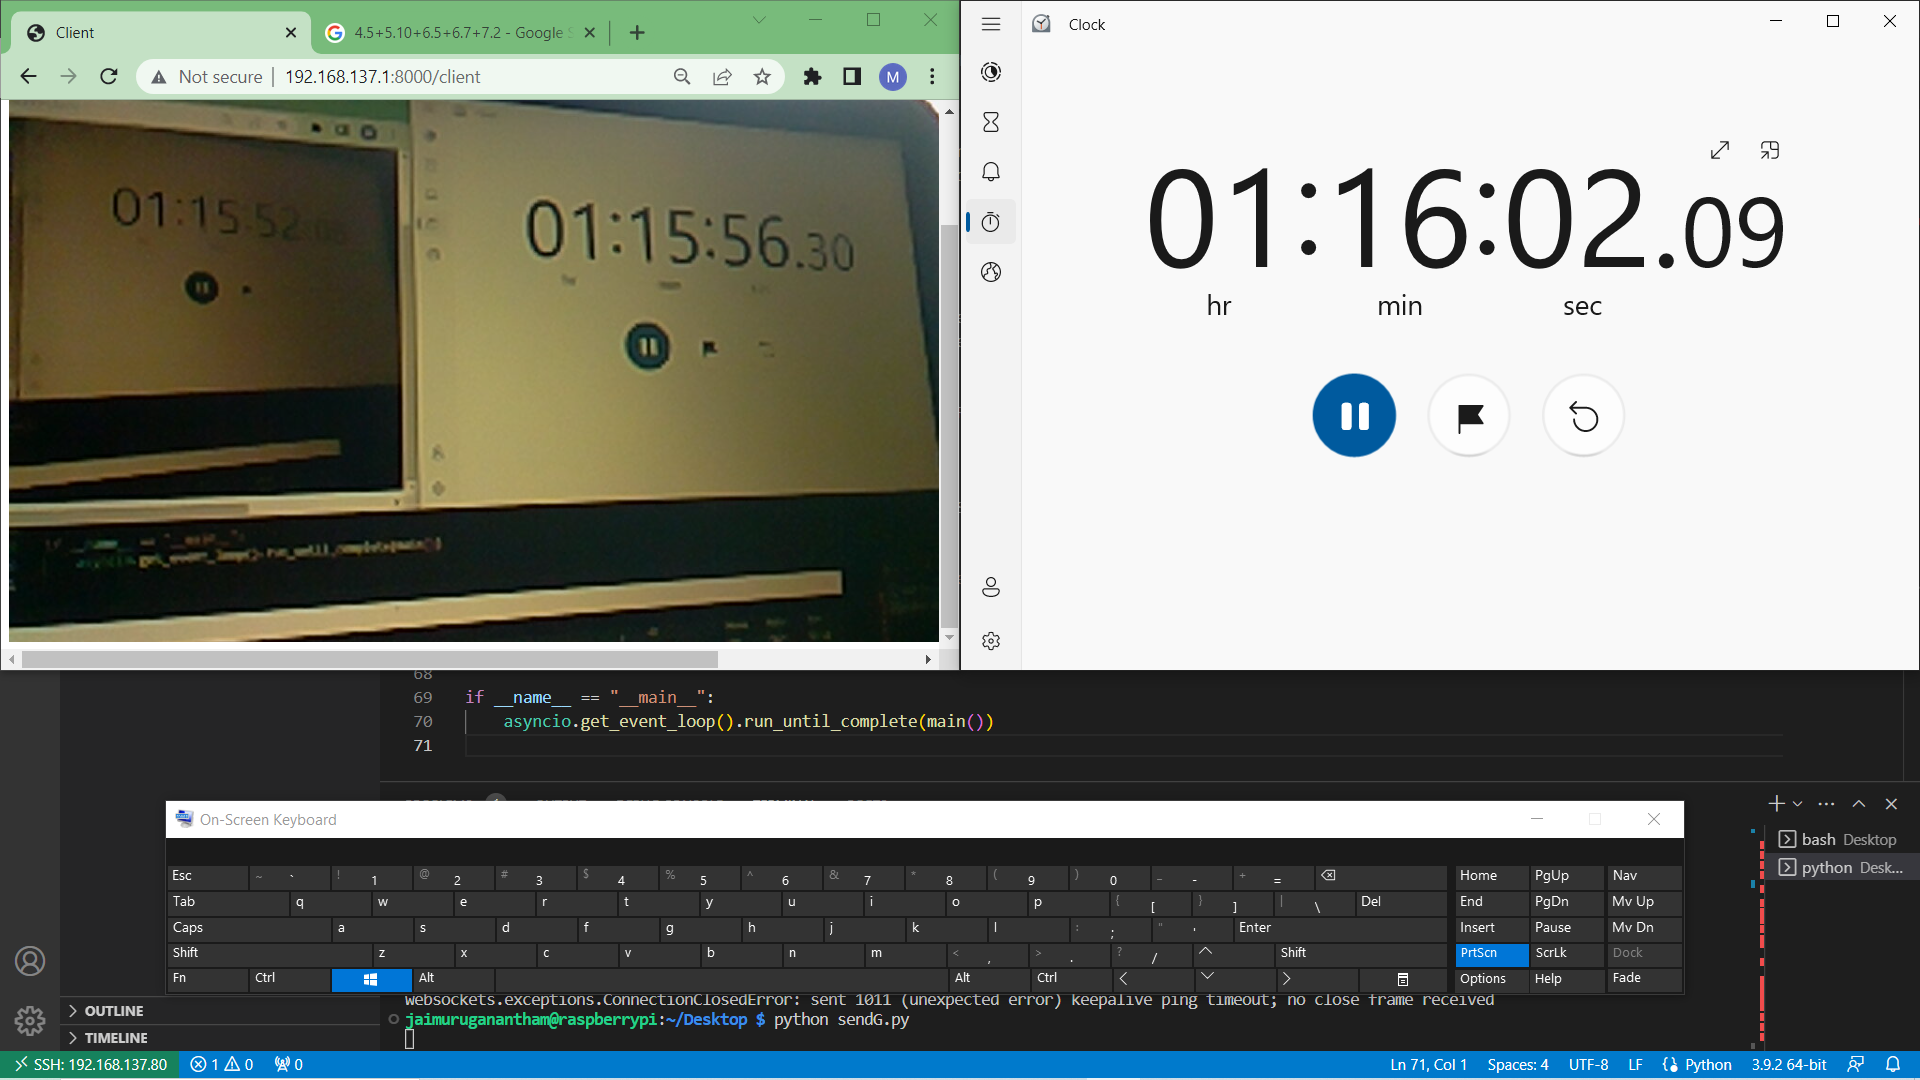 Client
4.5+5.10+6.5+6.7+7.2 - Google S
Not secure
192.168.137.1:8000/client
M
01:15:52
01:15:56.30
Clock
01:16:02.09
hr min sec
68
69 if __name__ == "__main__":
70 asyncio.get_event_loop().run_until_complete(main())
71
On-Screen Keyboard
Esc ~ ` ! 1 @ 2 # 3 $ 4 % 5 ^ 6 & 7 * 8 ( 9 ) 0 _ - + = Home PgUp Nav
Tab q w e r t y u i o p { [ } ] | \ Del End PgDn Mv Up
Caps a s d f g h j k l : ; " ' Enter Insert Pause Mv Dn
Shift z x c v b n m < , > . ? / Shift PrtScn ScrLk Dock
Fn Ctrl Alt Alt Ctrl Options Help Fade
bash Desktop
python Desk...
websockets.exceptions.ConnectionClosedError: sent 1011 (unexpected error) keepalive ping timeout; no close frame received
jaimuruganantham@raspberrypi:~/Desktop $ python sendG.py
OUTLINE
TIMELINE
SSH: 192.168.137.80 1 0 0 Ln 71, Col 1 Spaces: 4 UTF-8 LF Python 3.9.2 64-bit